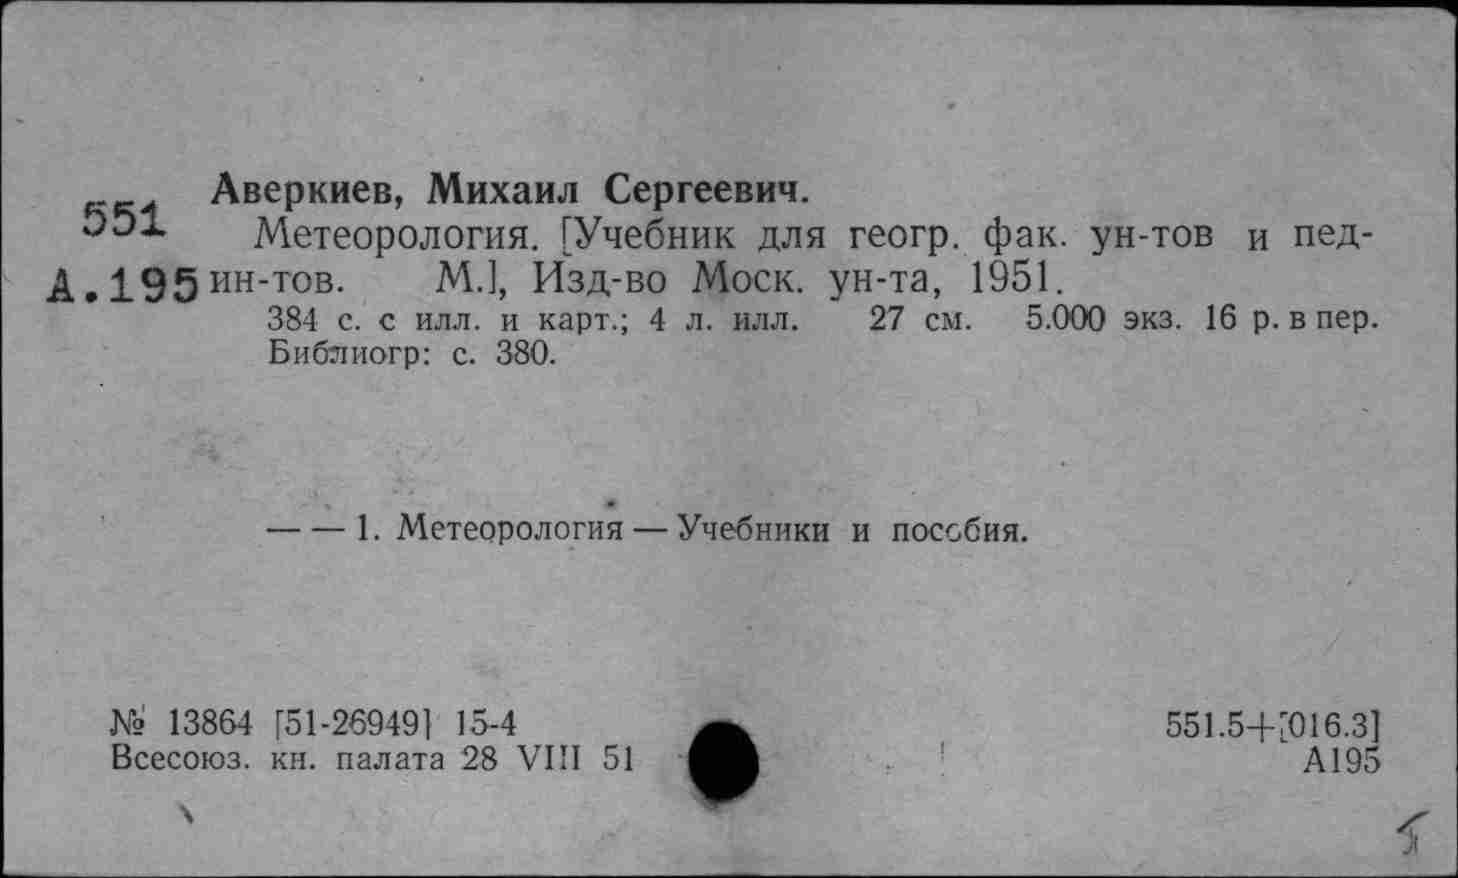 Аверкиев, Михаил Сергеевич.
551
Метеорология. [Учебник для геогр. фак. ун-тов и пед-
А.195 ин-тов. М.], Изд-во Моск. ун-та, 1951.
384 с. с илл. и карт.; 4 л. илл. 27 см. 5.000 экз. 16 р. в пер.
Библиогр: с. 380.
— — 1. Метеорология — Учебники и пособия.
№ 13864 [51-26949] 15-4
551.5+[016.3]
Всесоюз. кн. палата 28 VIII 51
А195